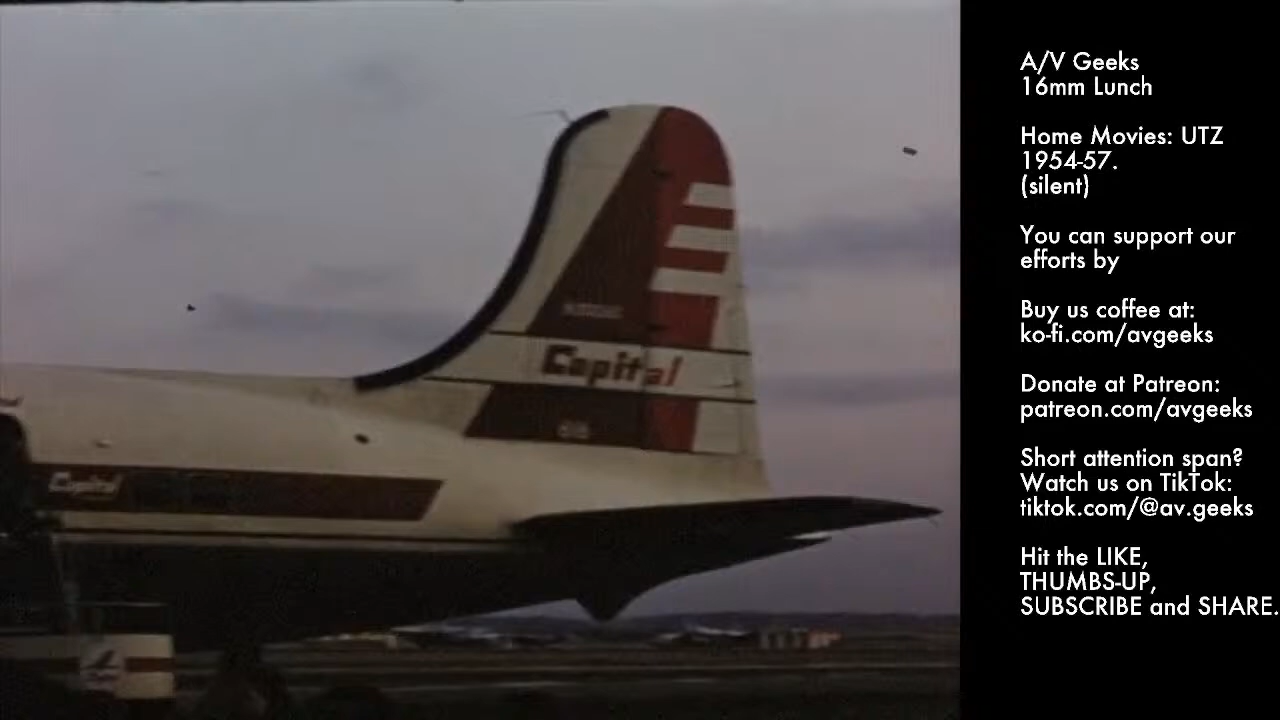 Capital
Capital
A/V Geeks
16mm Lunch
Home Movies: UTZ
1954-57.
(silent)
You can support our
efforts by
Buy us coffee at:
ko-fi.com/avgeeks
Donate at Patreon:
patreon.com/avgeeks
Short attention span?
Watch us on TikTok:
tiktok.com/@av.geeks
Hit the LIKE,
THUMBS-UP,
SUBSCRIBE and SHARE.